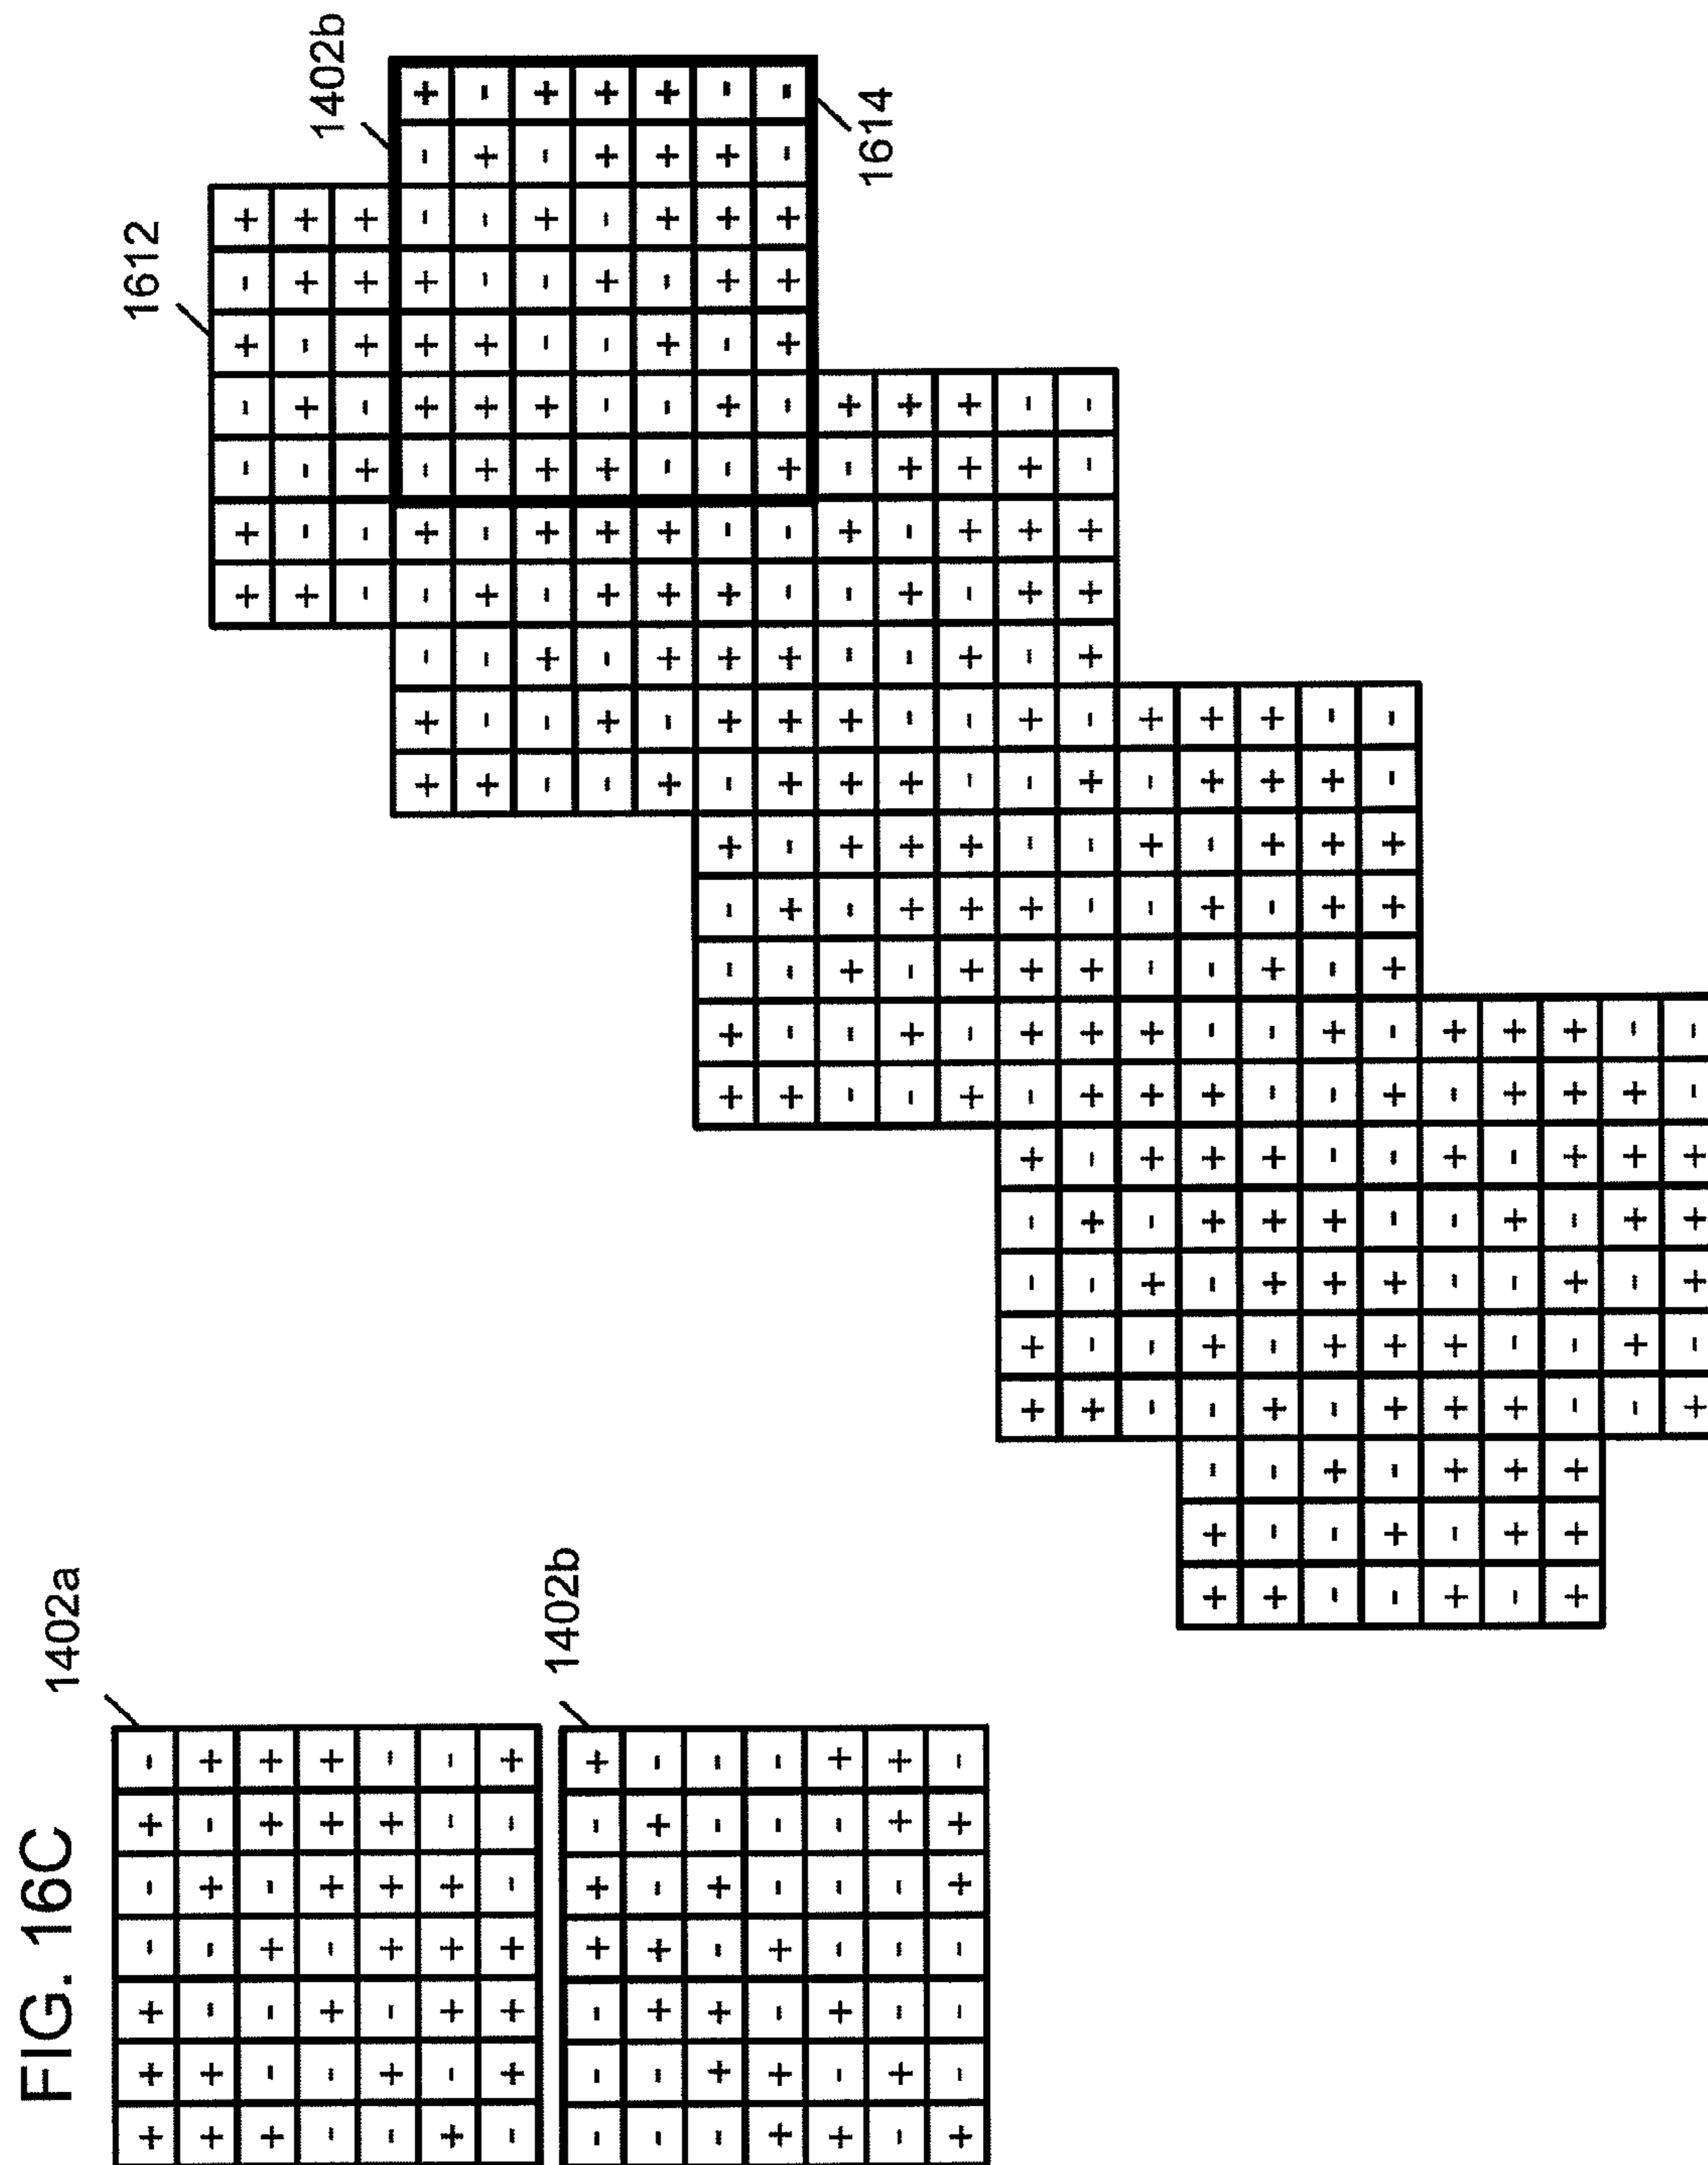 FIG. 16C
1402a
+ + + - - + -
+ + - - + - +
+ - - + - + +
- - + - + + +
- + - + + + -
+ - + + + - -
- + + + - - +
1402b
- - - + + - +
- - + + - + -
- + + - + - -
+ + - + - - -
+ - + - - - +
- + - - - + +
+ - - - + + -
1612
1402b
+ + - - + - +
+ - - + - + +
- - + - + + +
+ + - - + - + + + - - +
+ - - + - + + + - - + -
- - + - + + + - - + - +
- + - + + + - - + - + +
+ - + + + - - + - + + +
+ + - - + - + + + - - + - + + + -
+ - - + - + + + - - + - + + + - -
- - + - + + + - - + - +
- + - + + + - - + - + +
+ - + + + - - + - + + +
+ + - - + - + + + - - + - + + + -
+ - - + - + + + - - + - + + + - -
- - + - + + + - - + - +
+ + - - + - + + + - - + - + +
+ - - + - + + + - - + - + + +
- - + - + + + - - + - + + + -
- + - + + + - - + - + + + - -
+ - + + + - - + - +
- + + + - - + - + +
+ + + - - + - + + +
- + - + + + -
+ - + + + - -
1614